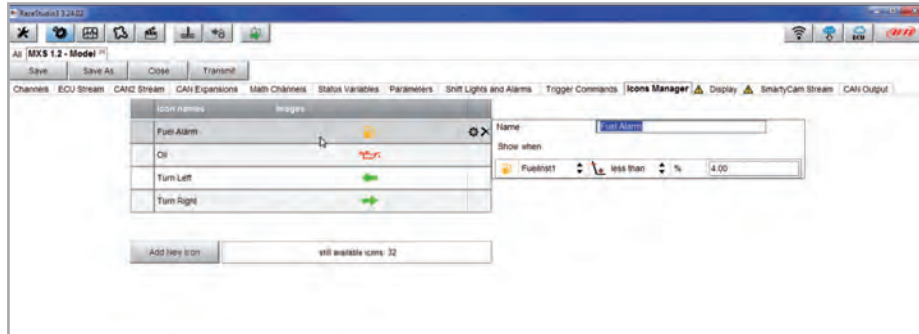 RaceStudio3 3.24.02
All MXS 1.2 - Model
Save Save As Close Transmit
Channels ECU Stream CAN2 Stream CAN Expansions Math Channels Status Variables Parameters Shift Lights and Alarms Trigger Commands Icons Manager Display SmartyCam Stream CAN Output
Icon names Images
Fuel Alarm
Oil
Turn Left
Turn Right
Name Fuel Alarm
Show when
FuelInst1 less than % 4.00
Add New Icon still available icons: 32